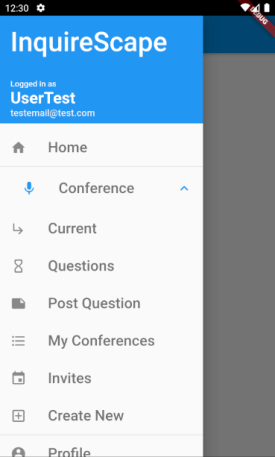 12:30
DEBUG
InquireScape
Logged in as
UserTest
testemail@test.com
Home
Conference
Current
Questions
Post Question
My Conferences
Invites
Create New
Profile